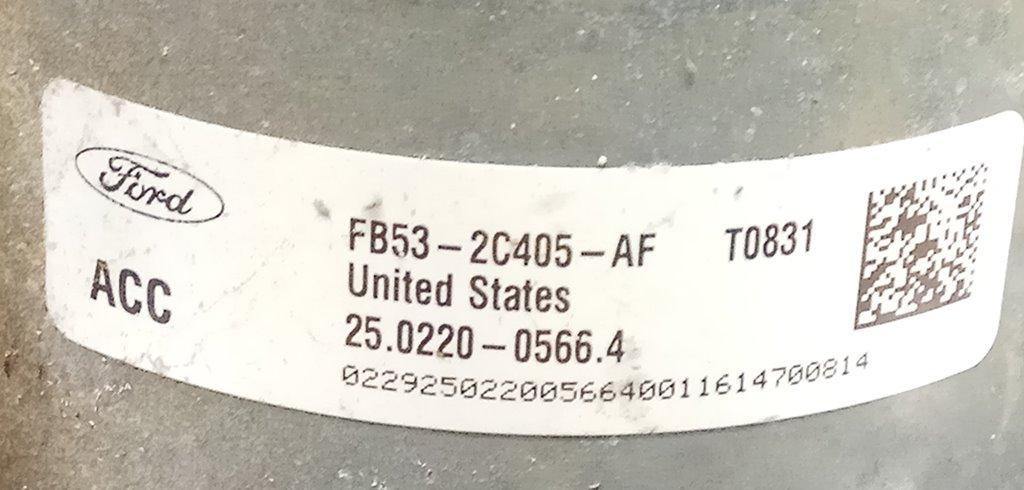 Ford
ACC
FB53-2C405-AF T0831
United States
25.0220-0566.4
022925022005664001161470081​4